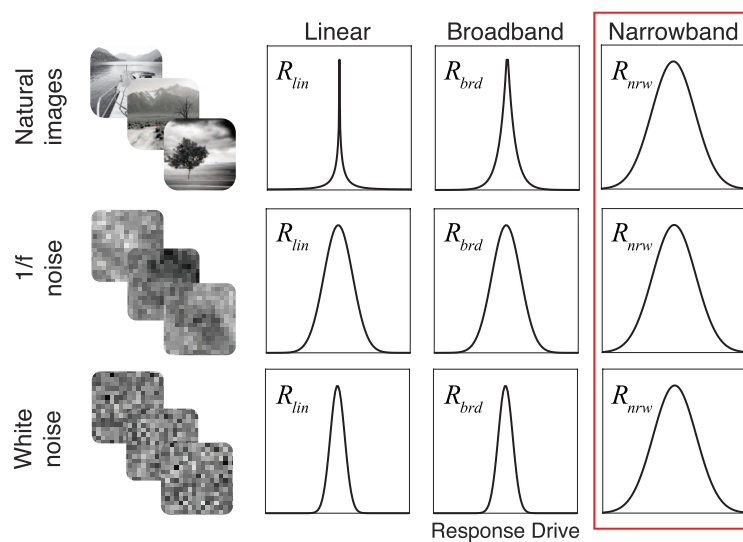 Linear
Broadband
Narrowband
Natural
images
R_lin
R_brd
R_nrw
1/f
noise
R_lin
R_brd
R_nrw
White
noise
R_lin
R_brd
R_nrw
Response Drive